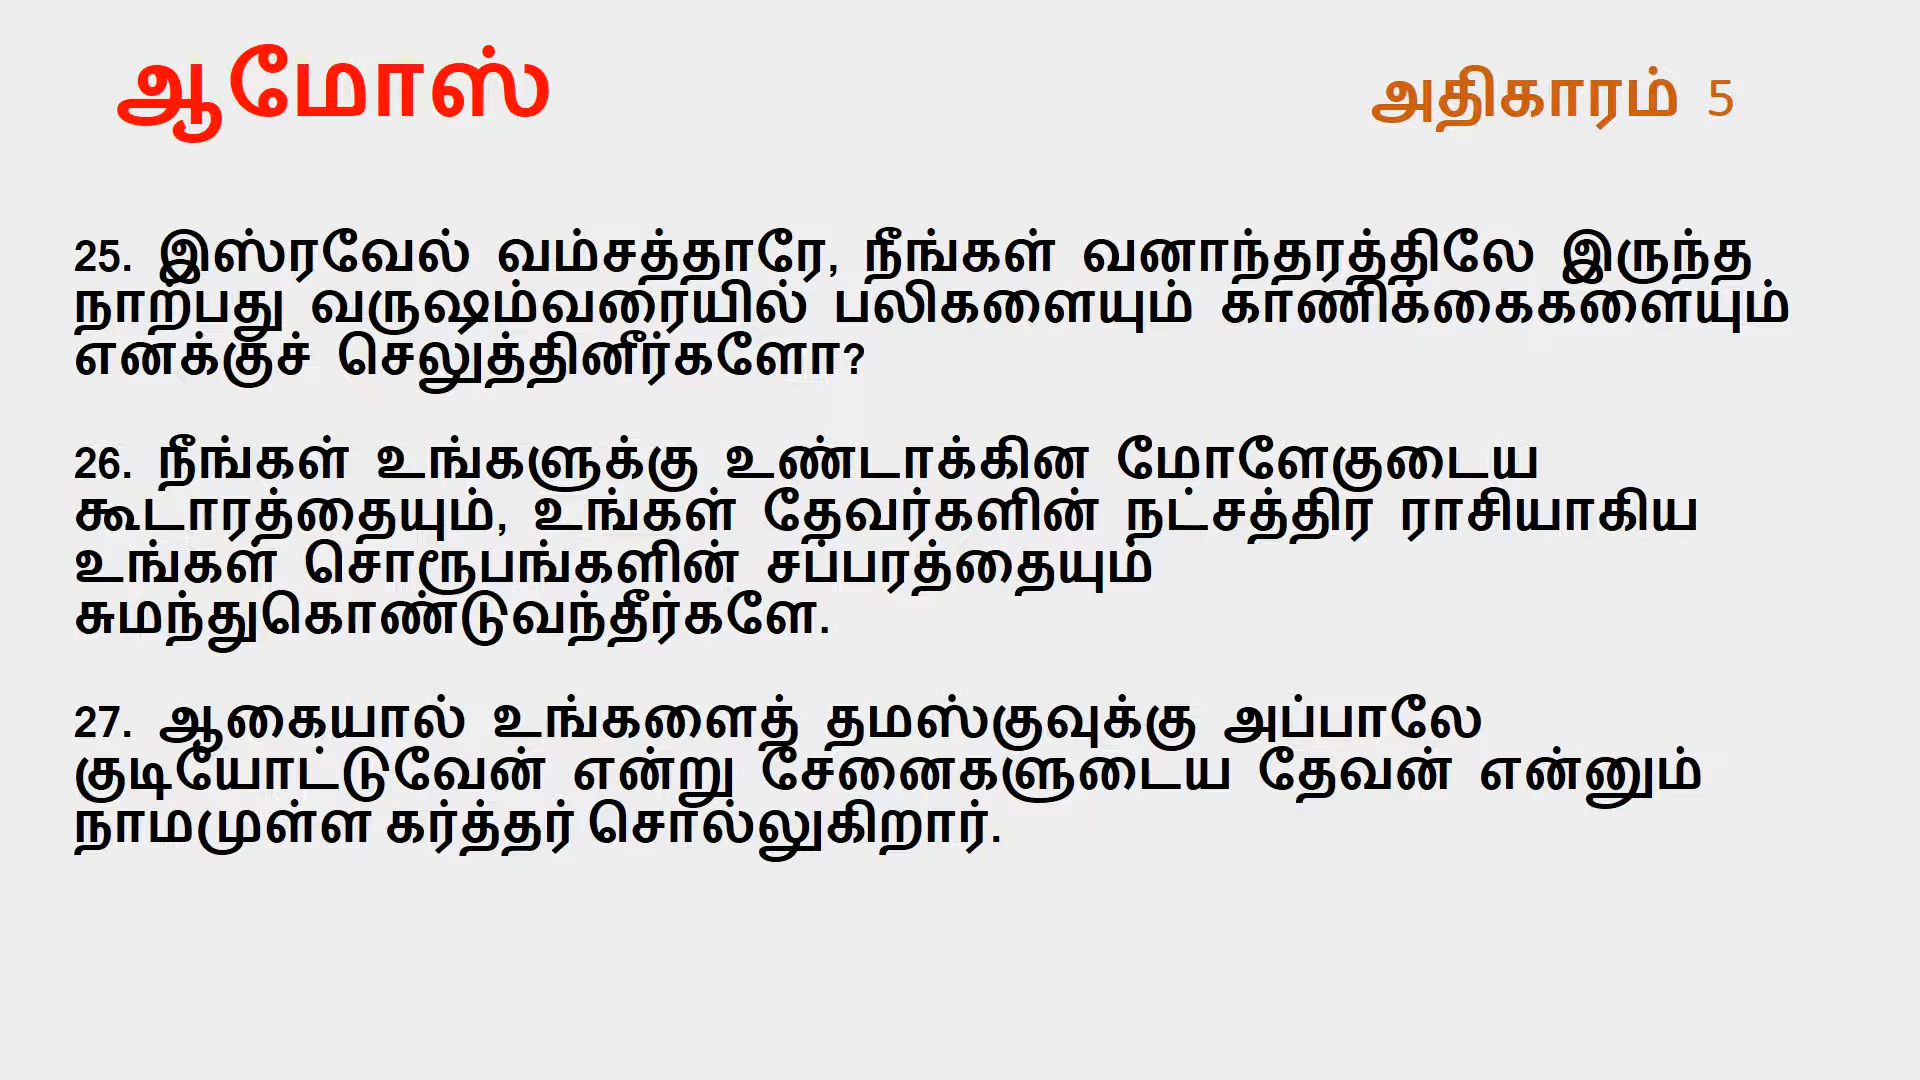 ஆமோஸ்
அதிகாரம் 5
25. இஸ்ரவேல் வம்சத்தாரே, நீங்கள் வனாந்தரத்திலே இருந்த
நாற்பது வருஷம்வரையில் பலிகளையும் காணிக்கைகளையும்
எனக்குச் செலுத்தினீர்களோ?
26. நீங்கள் உங்களுக்கு உண்டாக்கின மோளேகுடைய
கூடாரத்தையும், உங்கள் தேவர்களின் நட்சத்திர ராசியாகிய
உங்கள் சொரூபங்களின் சப்பரத்தையும்
சுமந்துகொண்டுவந்தீர்களே.
27. ஆகையால் உங்களைத் தமஸ்குவுக்கு அப்பாலே
குடியோட்டுவேன் என்று சேனைகளுடைய தேவன் என்னும்
நாமமுள்ள கர்த்தர் சொல்லுகிறார்.